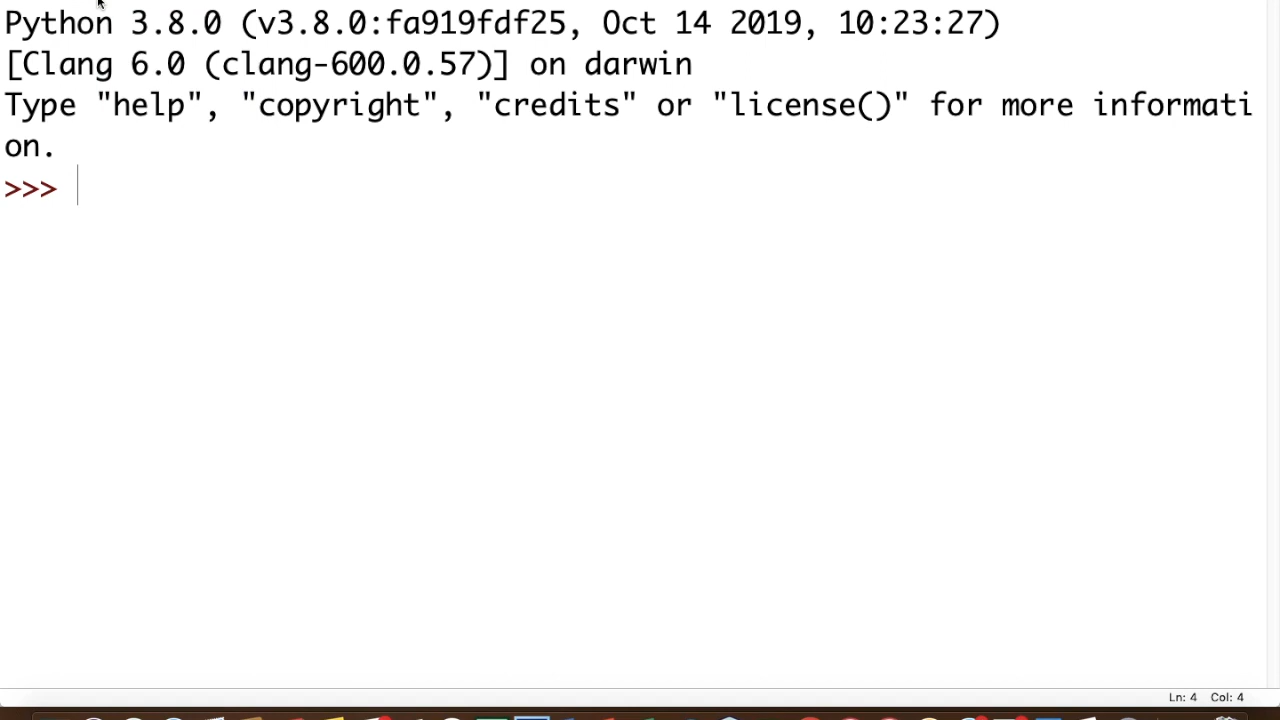 Python 3.8.0 (v3.8.0:fa919fdf25, Oct 14 2019, 10:23:27)
[Clang 6.0 (clang-600.0.57)] on darwin
Type "help", "copyright", "credits" or "license()" for more informati
on.
>>>
Ln: 4 Col: 4